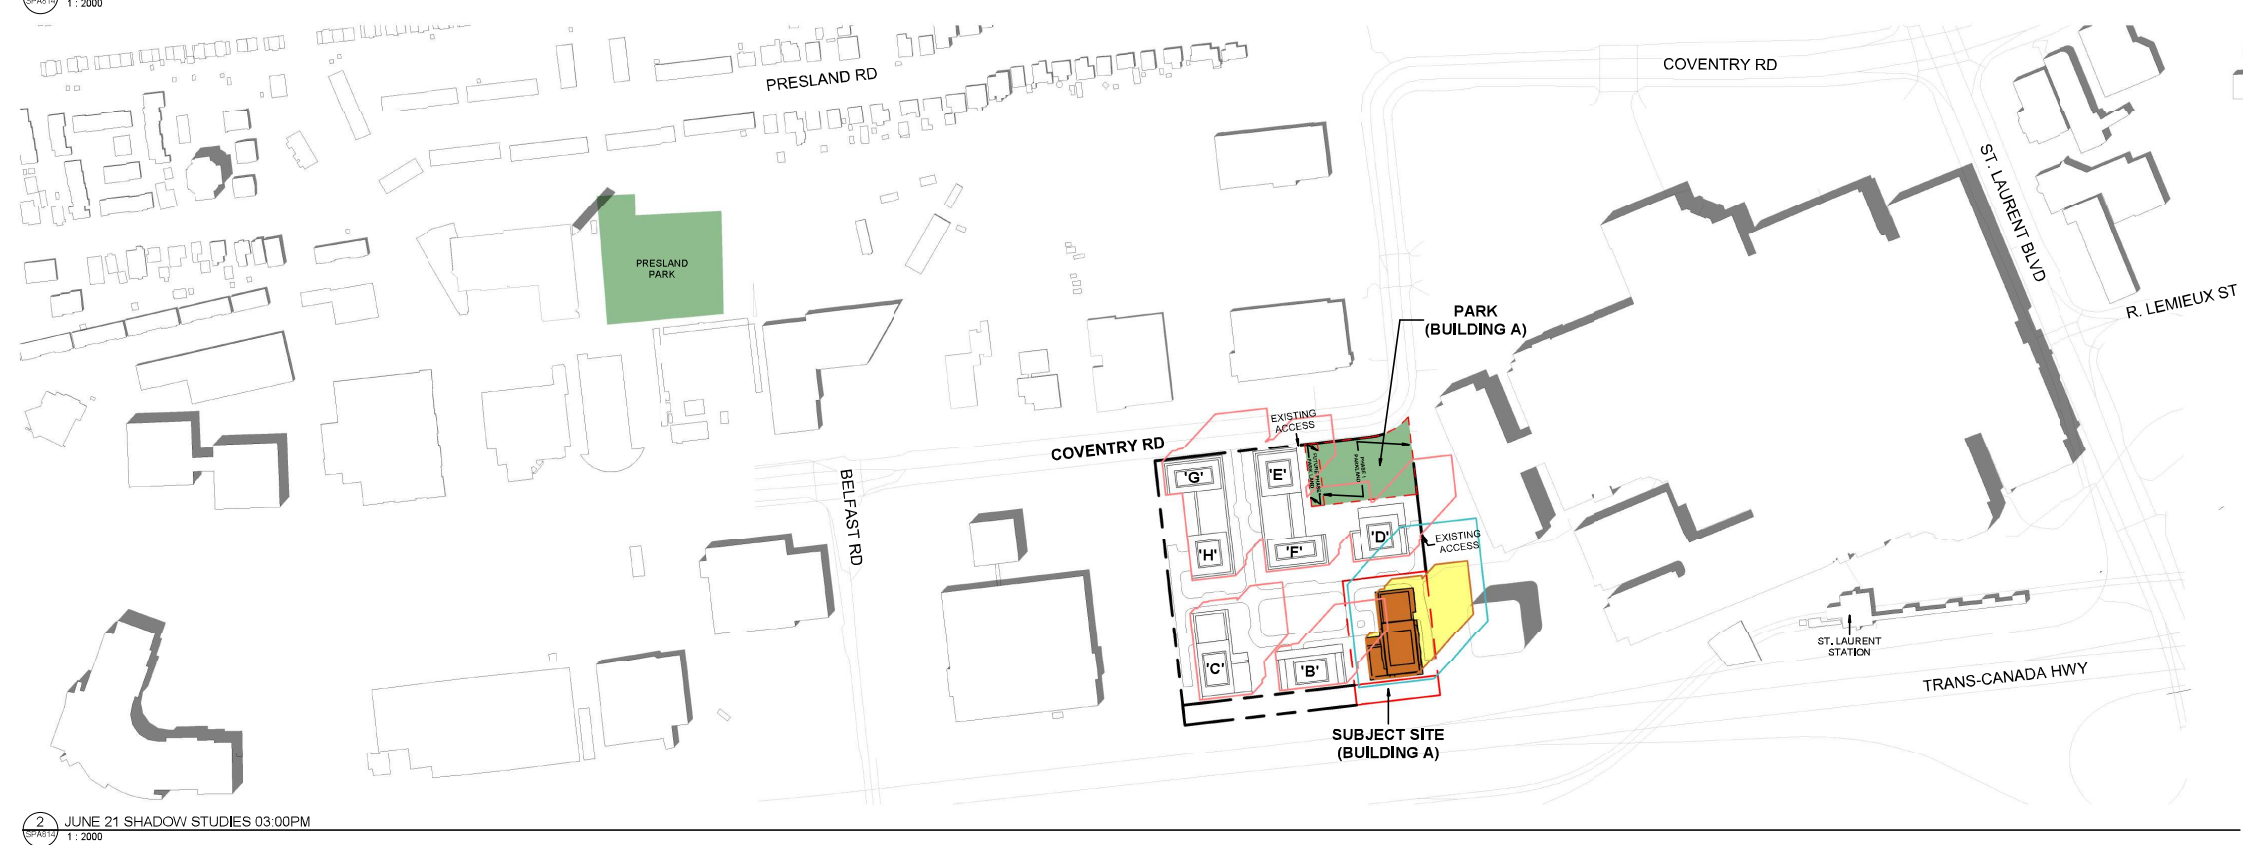 SPA814
1 : 2000
PRESLAND RD
COVENTRY RD
ST. LAURENT BLVD
R. LEMIEUX ST
PRESLAND
PARK
PARK
(BUILDING A)
EXISTING
ACCESS
COVENTRY RD
BELFAST RD
'G'
'E'
'H'
'F'
'D'
EXISTING
ACCESS
'C'
'B'
SUBJECT SITE
(BUILDING A)
ST. LAURENT
STATION
TRANS-CANADA HWY
2
SPA814
JUNE 21 SHADOW STUDIES 03:00PM
1 : 2000